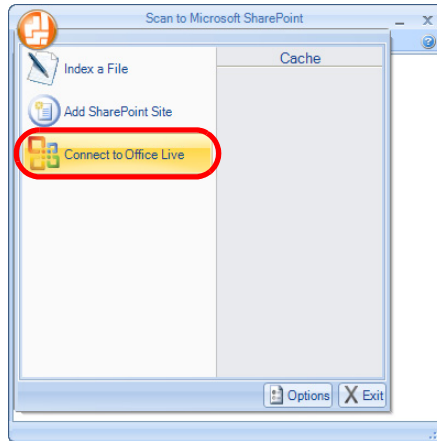 Scan to Microsoft SharePoint
Cache
Index a File
Add SharePoint Site
Connect to Office Live
Options
Exit